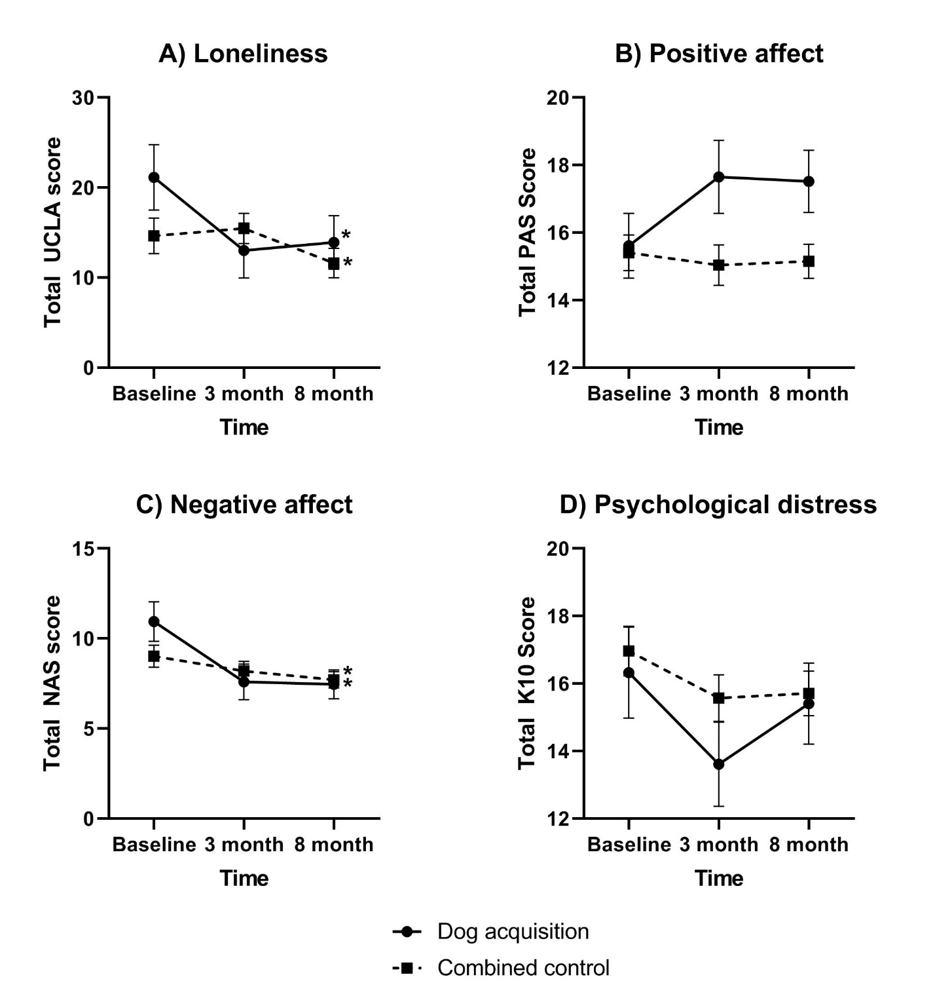 A) Loneliness
30
20
10
0
Total UCLA score
*
*
Baseline 3 month 8 month
Time
B) Positive affect
20
18
16
14
12
Total PAS Score
Baseline 3 month 8 month
Time
C) Negative affect
15
10
5
0
Total NAS score
*
*
Baseline 3 month 8 month
Time
D) Psychological distress
20
18
16
14
12
Total K10 Score
Baseline 3 month 8 month
Time
Dog acquisition
Combined control